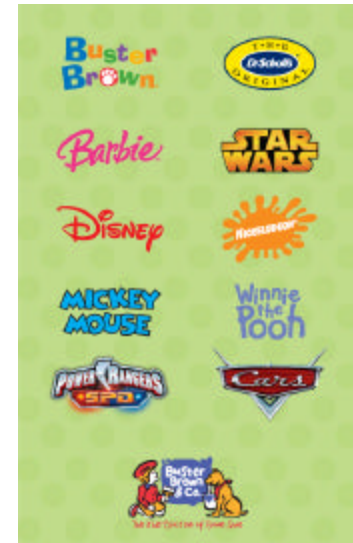 Buster
Brown
THE
Dr. Scholl's
ORIGINAL
Barbie
STAR
WARS
Disney
NICKELODEON
MICKEY
MOUSE
Winnie
the
Pooh
POWER RANGERS
SPD
Cars
Buster
Brown
& Co.